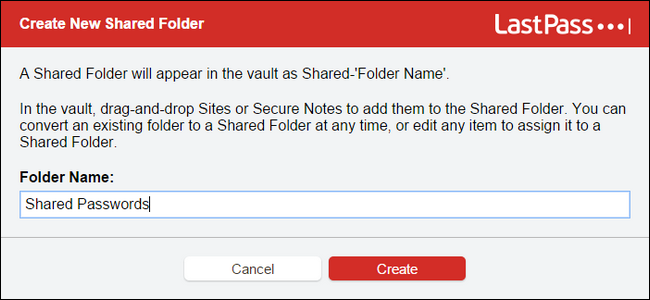 Create New Shared Folder
LastPass •••|
A Shared Folder will appear in the vault as Shared-'Folder Name'.
In the vault, drag-and-drop Sites or Secure Notes to add them to the Shared Folder. You can
convert an existing folder to a Shared Folder at any time, or edit any item to assign it to a
Shared Folder.
Folder Name:
Shared Passwords
Cancel
Create